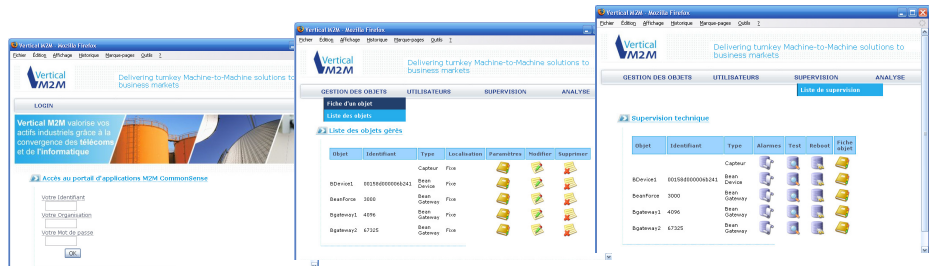 Vertical M2M - Mozilla Firefox
Fichier Édition Affichage Historique Marque-pages Outils ?
Vertical
M2M
Delivering turnkey Machine-to-Machine solutions to
business markets
LOGIN
Vertical M2M valorise vos
actifs industriels grâce à la
convergence des télécoms
et de l'informatique
Accès au portail d'applications M2M CommonSense
Votre Identifiant
Votre Organisation
Votre Mot de passe
OK
Vertical M2M - Mozilla Firefox
Fichier Édition Affichage Historique Marque-pages Outils ?
Vertical
M2M
Delivering turnkey Machine-to-Machine solutions to
business markets
GESTION DES OBJETS UTILISATEURS SUPERVISION ANALYSE
Fiche d'un objet
Liste des objets
Liste des objets gérés
Objet Identifiant Type Localisation Paramètres Modifier Supprimer
Capteur Fixe
BDevice1 00158d000006b241 Bean Device Fixe
BeanForce 3000 Bean Gateway Fixe
Bgateway1 4096 Bean Gateway Fixe
Bgateway2 67325 Bean Gateway Fixe
Vertical M2M - Mozilla Firefox
Fichier Édition Affichage Historique Marque-pages Outils ?
Vertical
M2M
Delivering turnkey Machine-to-Machine solutions to
business markets
GESTION DES OBJETS UTILISATEURS SUPERVISION ANALYSE
Liste de supervision
Supervision technique
Objet Identifiant Type Alarmes Test Reboot Fiche objet
Capteur
BDevice1 00158d000006b241 Bean Device
BeanForce 3000 Bean Gateway
Bgateway1 4096 Bean Gateway
Bgateway2 67325 Bean Gateway